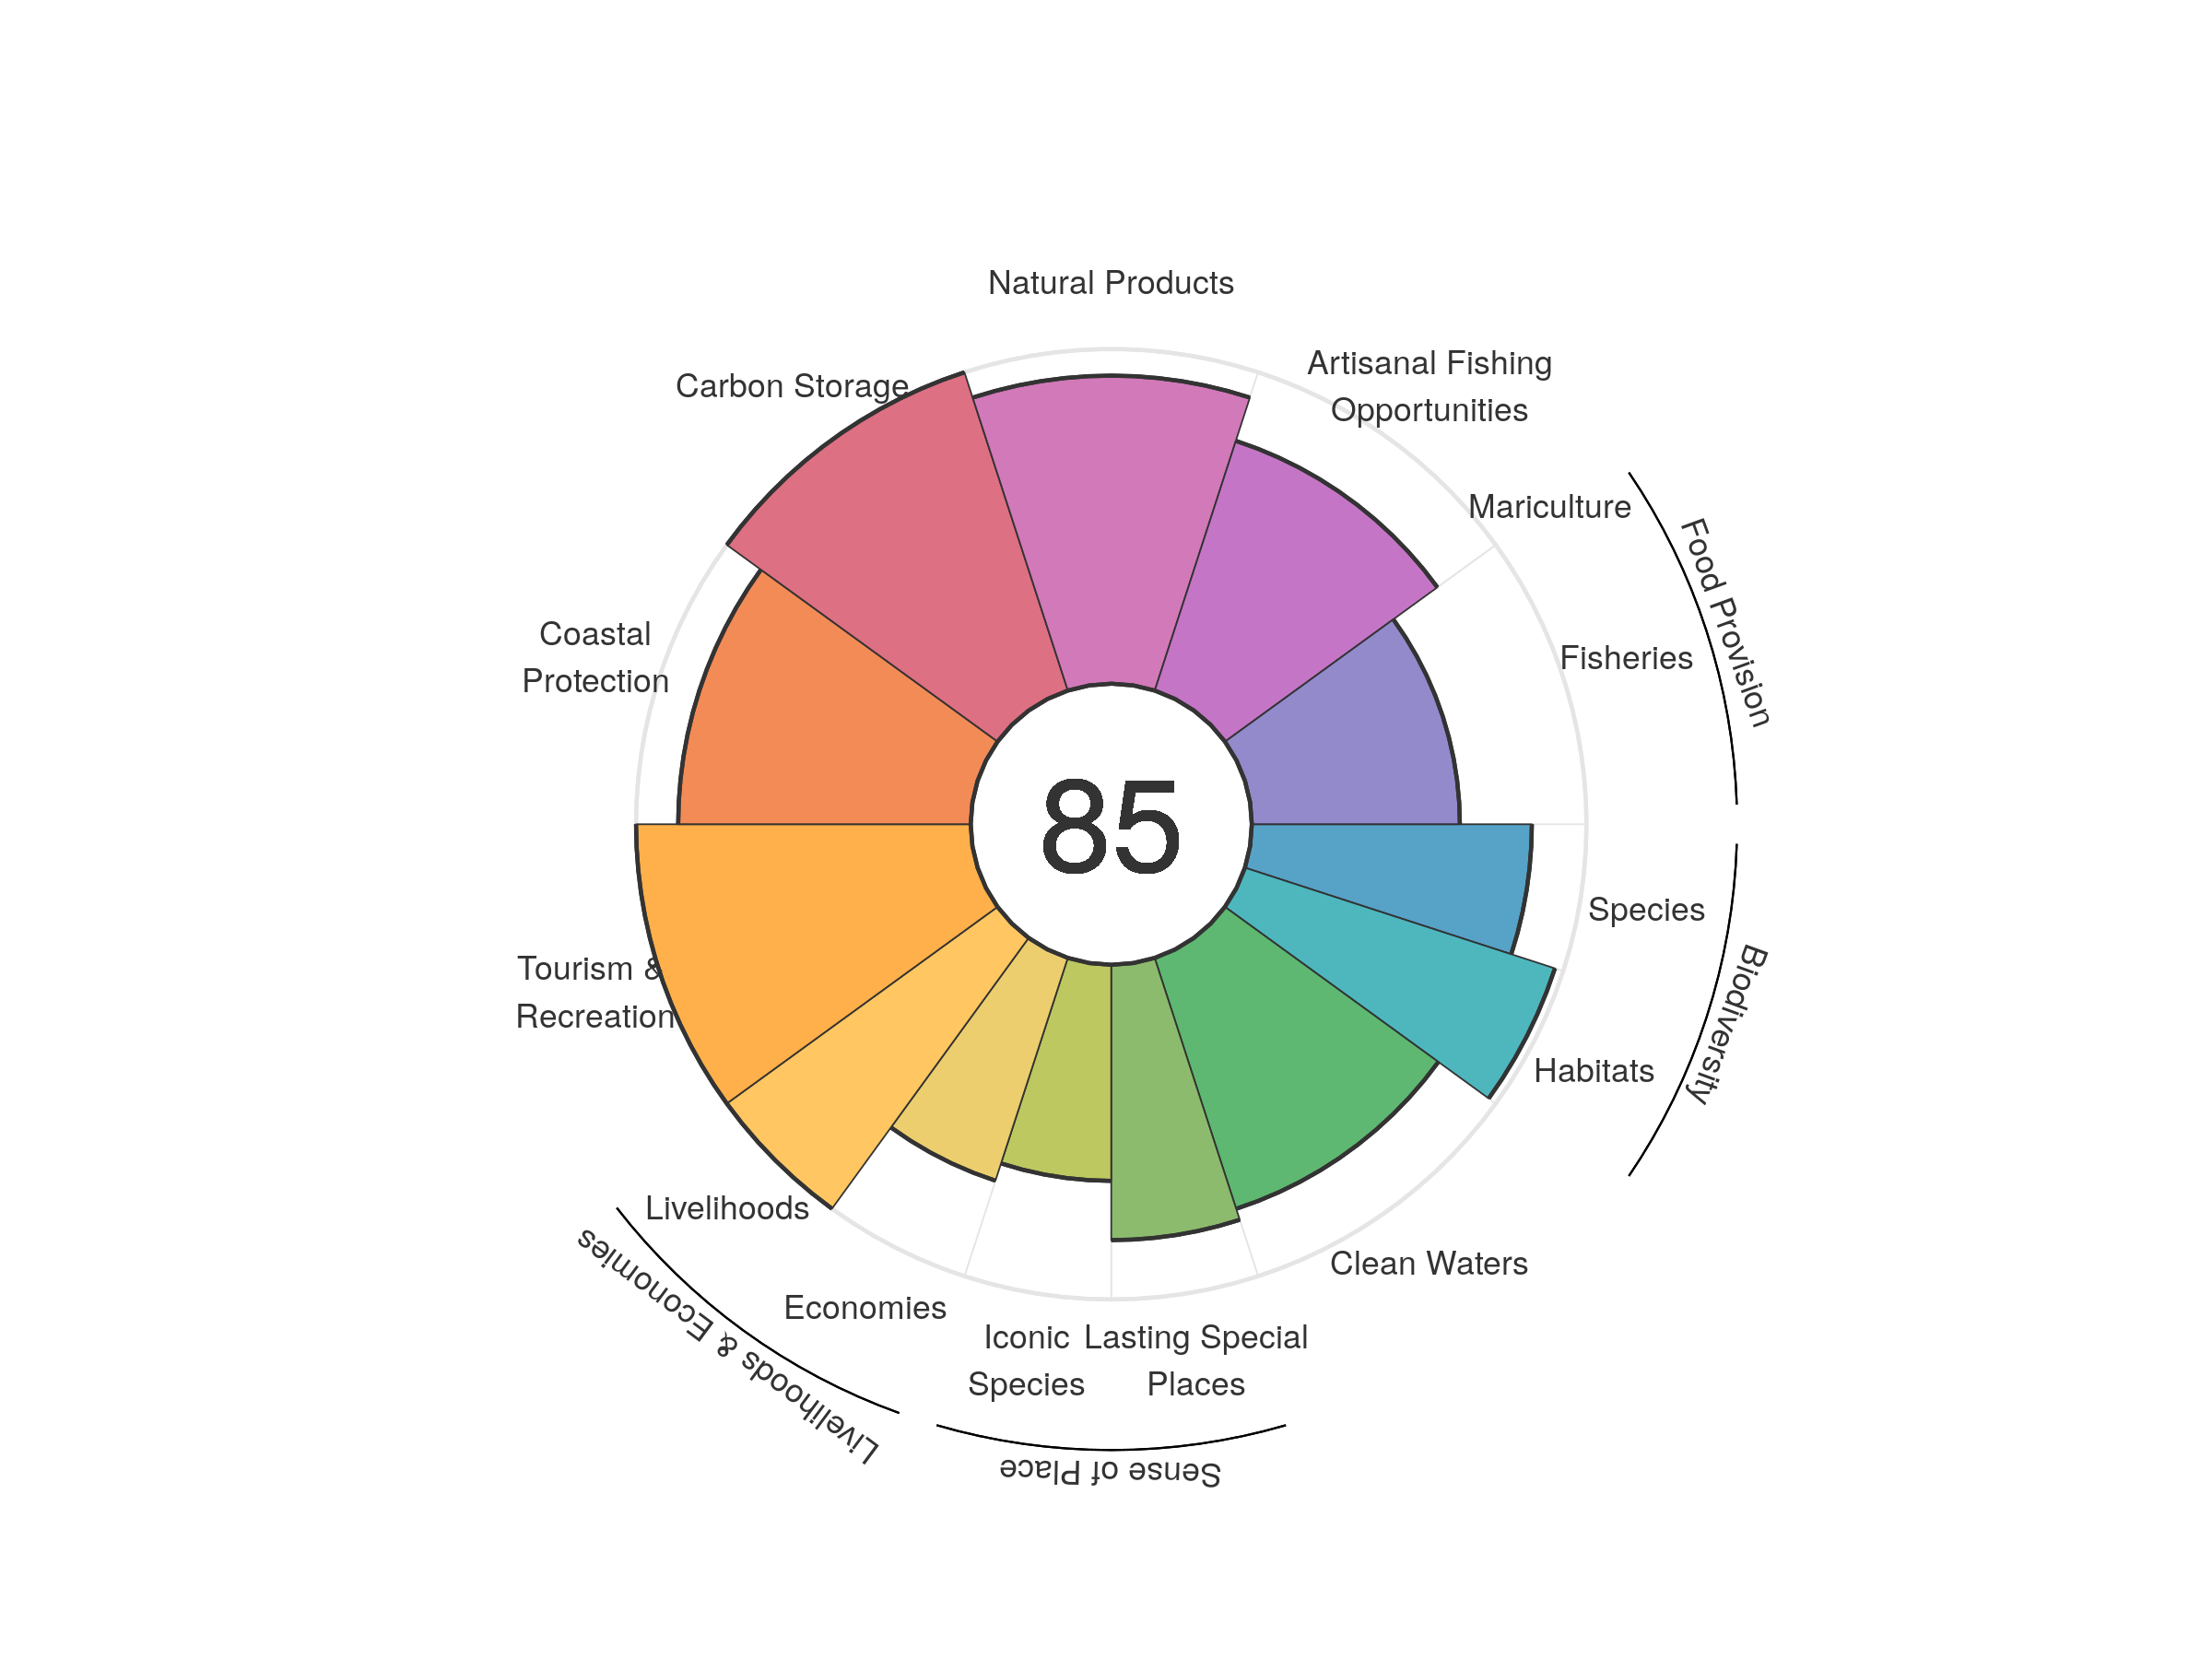 Natural Products
Artisanal Fishing
Opportunities
Carbon Storage
Mariculture
Food Provision
Coastal
Protection
Fisheries
85
Species
Biodiversity
Tourism &
Recreation
Habitats
Livelihoods
Livelihoods & Economies
Clean Waters
Economies
Iconic
Species
Lasting Special
Places
Sense of Place